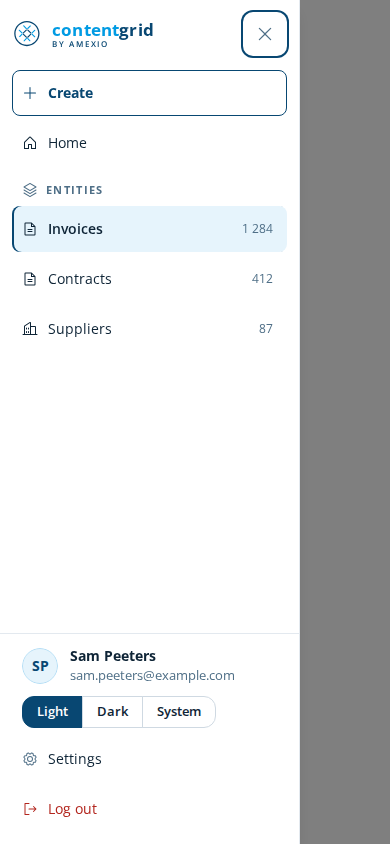 contentgrid
BY AMEXIO
Create
Home
ENTITIES
Invoices 1 284
Contracts 412
Suppliers 87
SP
Sam Peeters
sam.peeters@example.com
Light Dark System
Settings
Log out